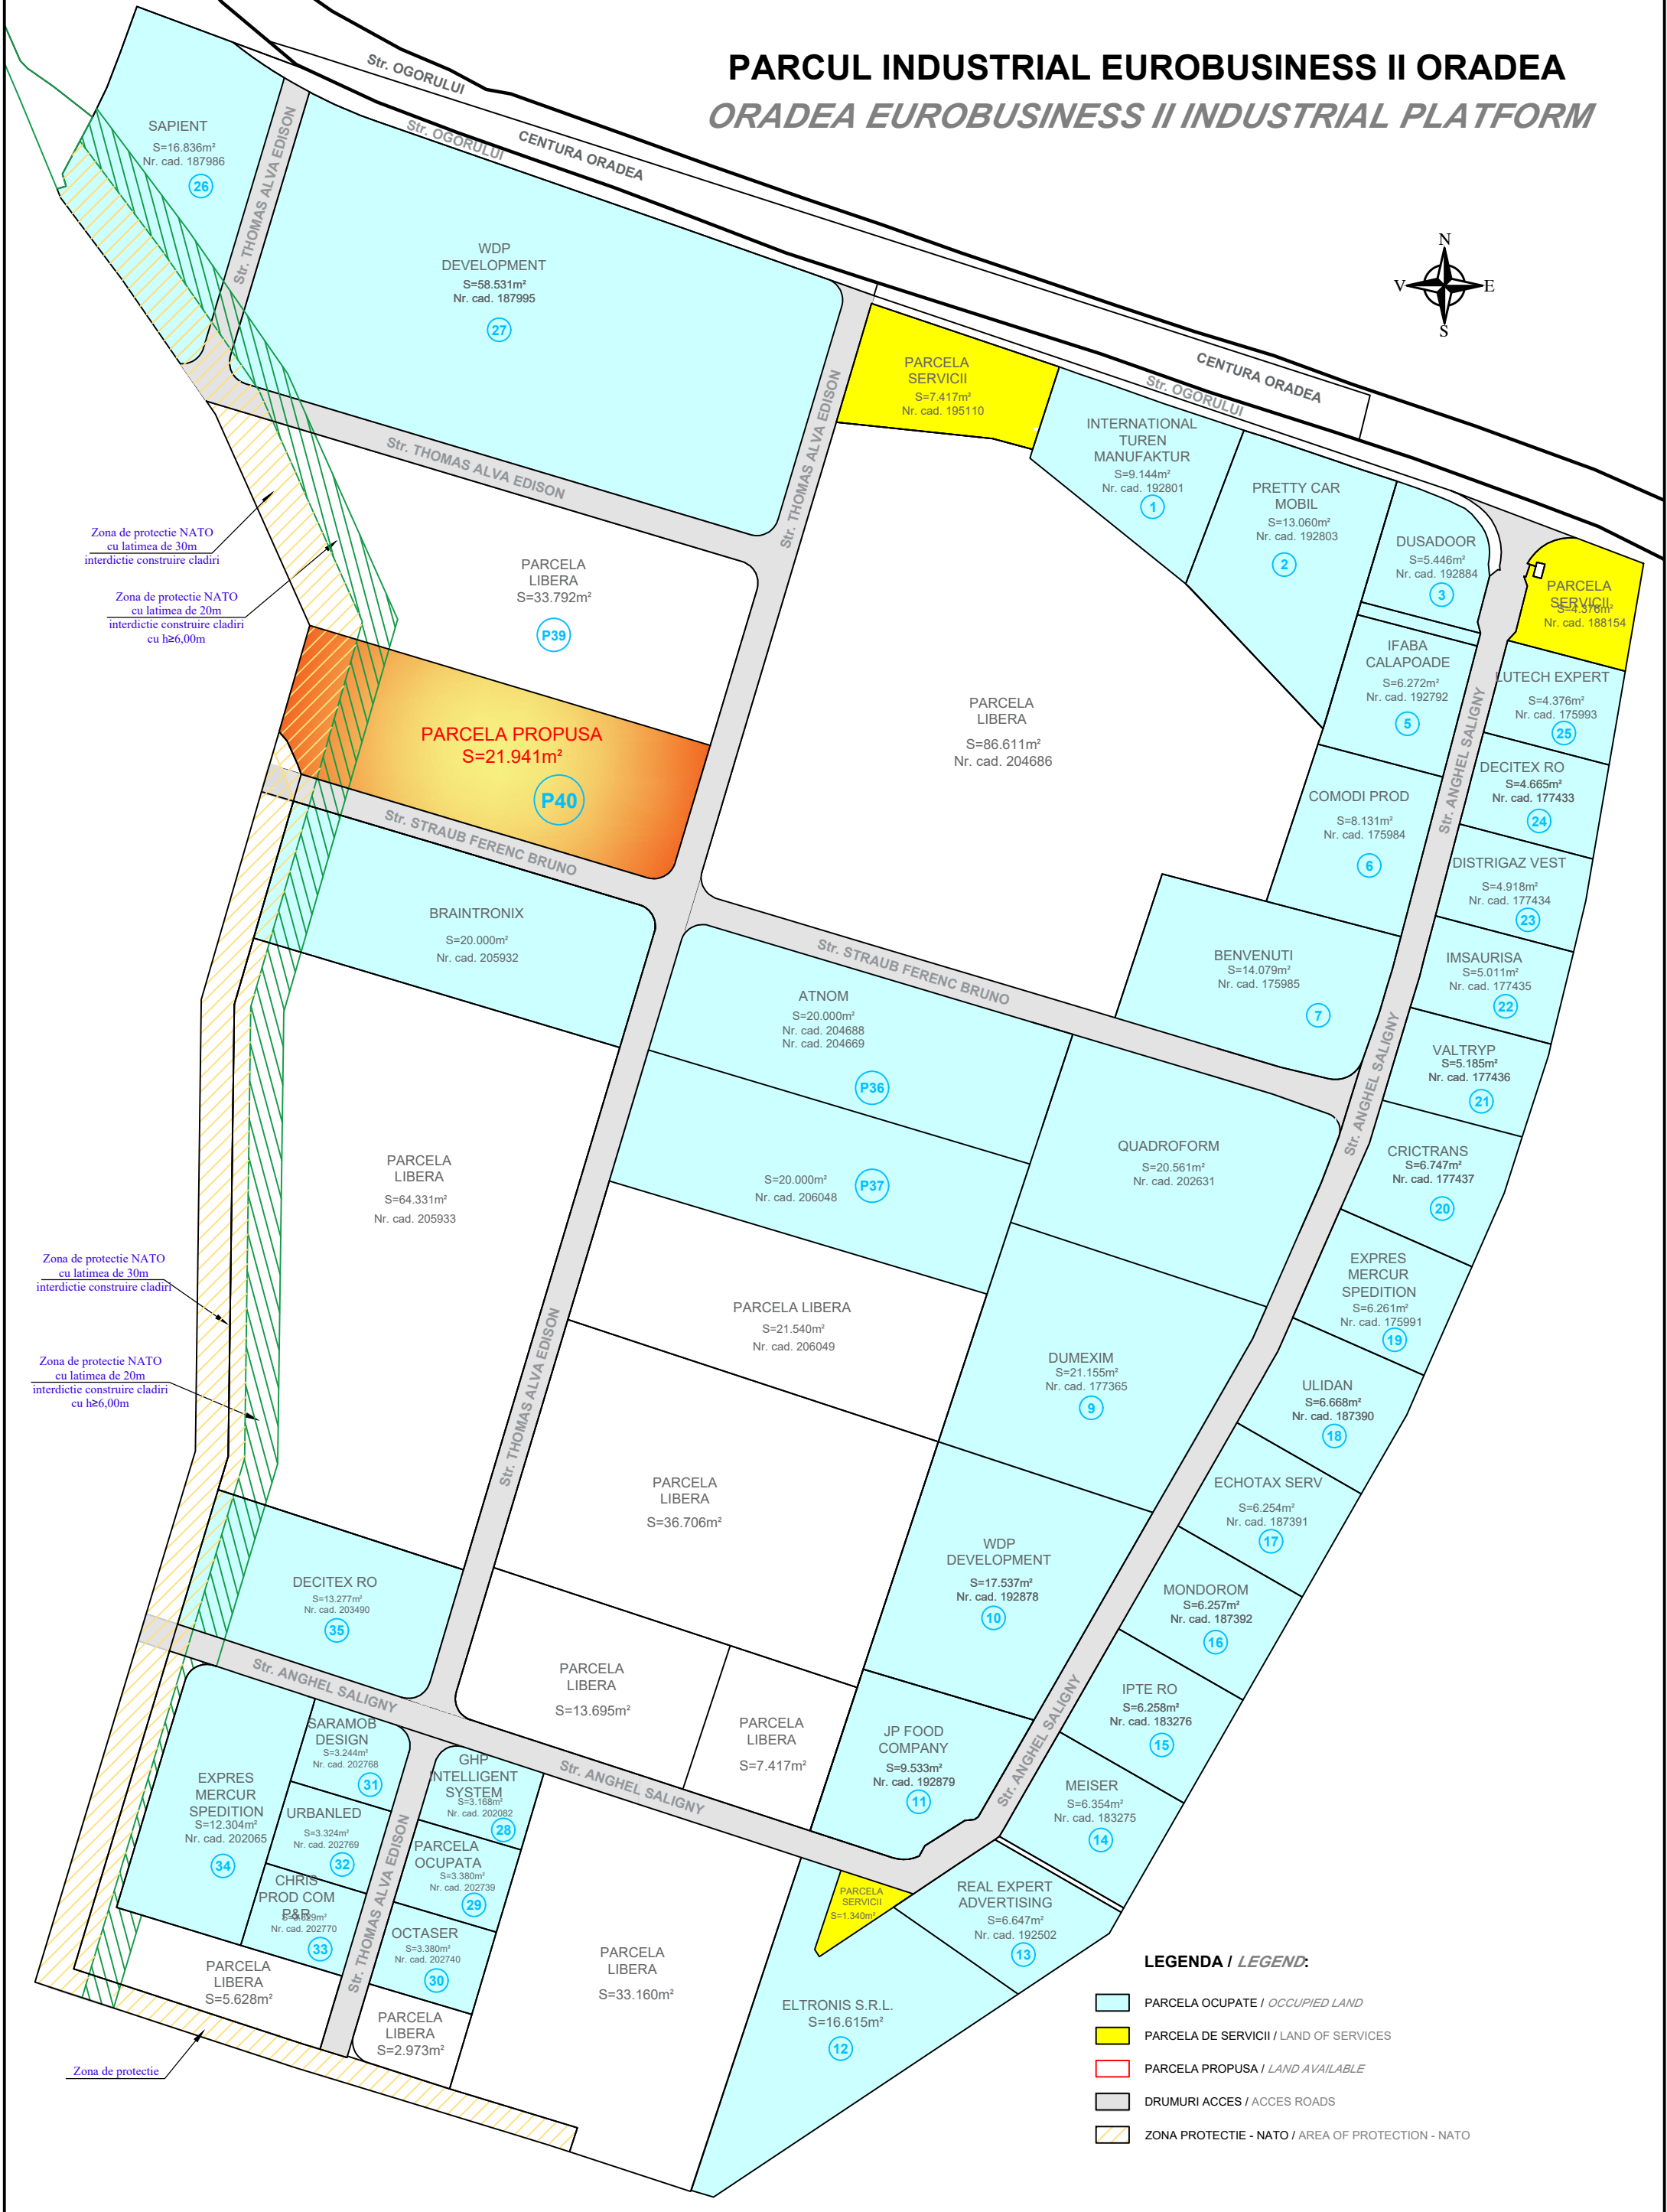 PARCUL INDUSTRIAL EUROBUSINESS II ORADEA
ORADEA EUROBUSINESS II INDUSTRIAL PLATFORM
Str. OGORULUI
CENTURA ORADEA
Str. OGORULUI
CENTURA ORADEA
Str. OGORULUI
N
V
E
S
SAPIENT
S=16.836m²
Nr. cad. 187986
26
Str. THOMAS ALVA EDISON
WDP
DEVELOPMENT
S=58.531m²
Nr. cad. 187995
27
Str. THOMAS ALVA EDISON
Str. THOMAS ALVA EDISON
PARCELA
SERVICII
S=7.417m²
Nr. cad. 195110
INTERNATIONAL
TUREN
MANUFAKTUR
S=9.144m²
Nr. cad. 192801
1
PRETTY CAR
MOBIL
S=13.060m²
Nr. cad. 192803
2
DUSADOOR
S=5.446m²
Nr. cad. 192884
3
PARCELA
SERVICII
S=4.376m²
Nr. cad. 188154
Zona de protectie NATO
cu latimea de 30m
interdictie construire cladiri
Zona de protectie NATO
cu latimea de 20m
interdictie construire cladiri
cu h≥6,00m
PARCELA
LIBERA
S=33.792m²
P39
PARCELA PROPUSA
S=21.941m²
P40
PARCELA
LIBERA
S=86.611m²
Nr. cad. 204686
IFABA
CALAPOADE
S=6.272m²
Nr. cad. 192792
5
LUTECH EXPERT
S=4.376m²
Nr. cad. 175993
25
Str. ANGHEL SALIGNY
DECITEX RO
S=4.665m²
Nr. cad. 177433
24
COMODI PROD
S=8.131m²
Nr. cad. 175984
6
DISTRIGAZ VEST
S=4.918m²
Nr. cad. 177434
23
Str. STRAUB FERENC BRUNO
BRAINTRONIX
S=20.000m²
Nr. cad. 205932
Str. STRAUB FERENC BRUNO
BENVENUTI
S=14.079m²
Nr. cad. 175985
7
IMSAURISA
S=5.011m²
Nr. cad. 177435
22
ATNOM
S=20.000m²
Nr. cad. 204688
Nr. cad. 204669
P36
Str. ANGHEL SALIGNY
VALTRYP
S=5.185m²
Nr. cad. 177436
21
S=20.000m²
Nr. cad. 206048
P37
QUADROFORM
S=20.561m²
Nr. cad. 202631
CRICTRANS
S=6.747m²
Nr. cad. 177437
20
PARCELA
LIBERA
S=64.331m²
Nr. cad. 205933
Zona de protectie NATO
cu latimea de 30m
interdictie construire cladiri
Zona de protectie NATO
cu latimea de 20m
interdictie construire cladiri
cu h≥6,00m
EXPRES
MERCUR
SPEDITION
S=6.261m²
Nr. cad. 175991
19
PARCELA LIBERA
S=21.540m²
Nr. cad. 206049
Str. THOMAS ALVA EDISON
DUMEXIM
S=21.155m²
Nr. cad. 177365
9
ULIDAN
S=6.668m²
Nr. cad. 187390
18
PARCELA
LIBERA
S=36.706m²
ECHOTAX SERV
S=6.254m²
Nr. cad. 187391
17
WDP
DEVELOPMENT
S=17.537m²
Nr. cad. 192878
10
MONDOROM
S=6.257m²
Nr. cad. 187392
16
DECITEX RO
S=13.277m²
Nr. cad. 203490
35
Str. ANGHEL SALIGNY
PARCELA
LIBERA
S=13.695m²
PARCELA
LIBERA
S=7.417m²
JP FOOD
COMPANY
S=9.533m²
Nr. cad. 192879
11
Str. ANGHEL SALIGNY
IPTE RO
S=6.258m²
Nr. cad. 183276
15
MEISER
S=6.354m²
Nr. cad. 183275
14
SARAMOB
DESIGN
S=3.244m²
Nr. cad. 202768
31
GHP
INTELLIGENT
SYSTEM
S=3.168m²
Nr. cad. 202082
28
Str. ANGHEL SALIGNY
EXPRES
MERCUR
SPEDITION
S=12.304m²
Nr. cad. 202065
34
URBANLED
S=3.324m²
Nr. cad. 202769
32
Str. THOMAS ALVA EDISON
PARCELA
OCUPATA
S=3.380m²
Nr. cad. 202739
29
CHRIS
PROD COM
P&R
Nr. cad. 202770
33
OCTASER
S=3.380m²
Nr. cad. 202740
30
PARCELA
SERVICII
S=1.340m²
REAL EXPERT
ADVERTISING
S=6.647m²
Nr. cad. 192502
13
PARCELA
LIBERA
S=5.628m²
PARCELA
LIBERA
S=2.973m²
PARCELA
LIBERA
S=33.160m²
ELTRONIS S.R.L.
S=16.615m²
12
Zona de protectie
LEGENDA / LEGEND:
PARCELA OCUPATE / OCCUPIED LAND
PARCELA DE SERVICII / LAND OF SERVICES
PARCELA PROPUSA / LAND AVAILABLE
DRUMURI ACCES / ACCES ROADS
ZONA PROTECTIE - NATO / AREA OF PROTECTION - NATO